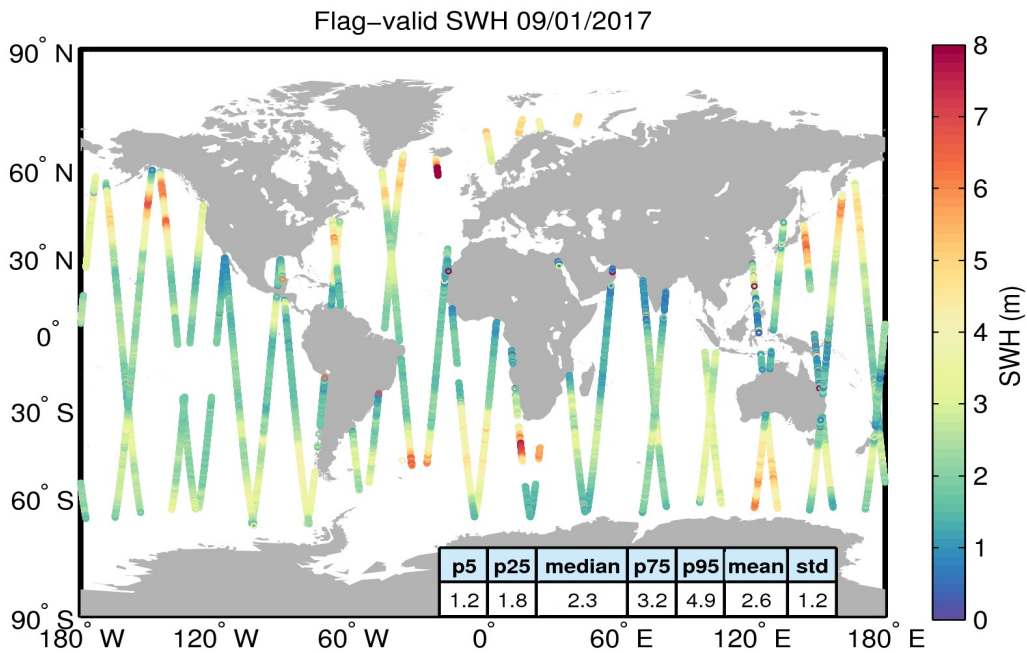 Flag−valid SWH 09/01/2017
90° N
60° N
30° N
0°
30° S
60° S
90° S
180° W
120° W
60° W
0°
60° E
120° E
180° E
p5 p25 median p75 p95 mean std
1.2 1.8 2.3 3.2 4.9 2.6 1.2
8
7
6
5
4
3
2
1
0
SWH (m)